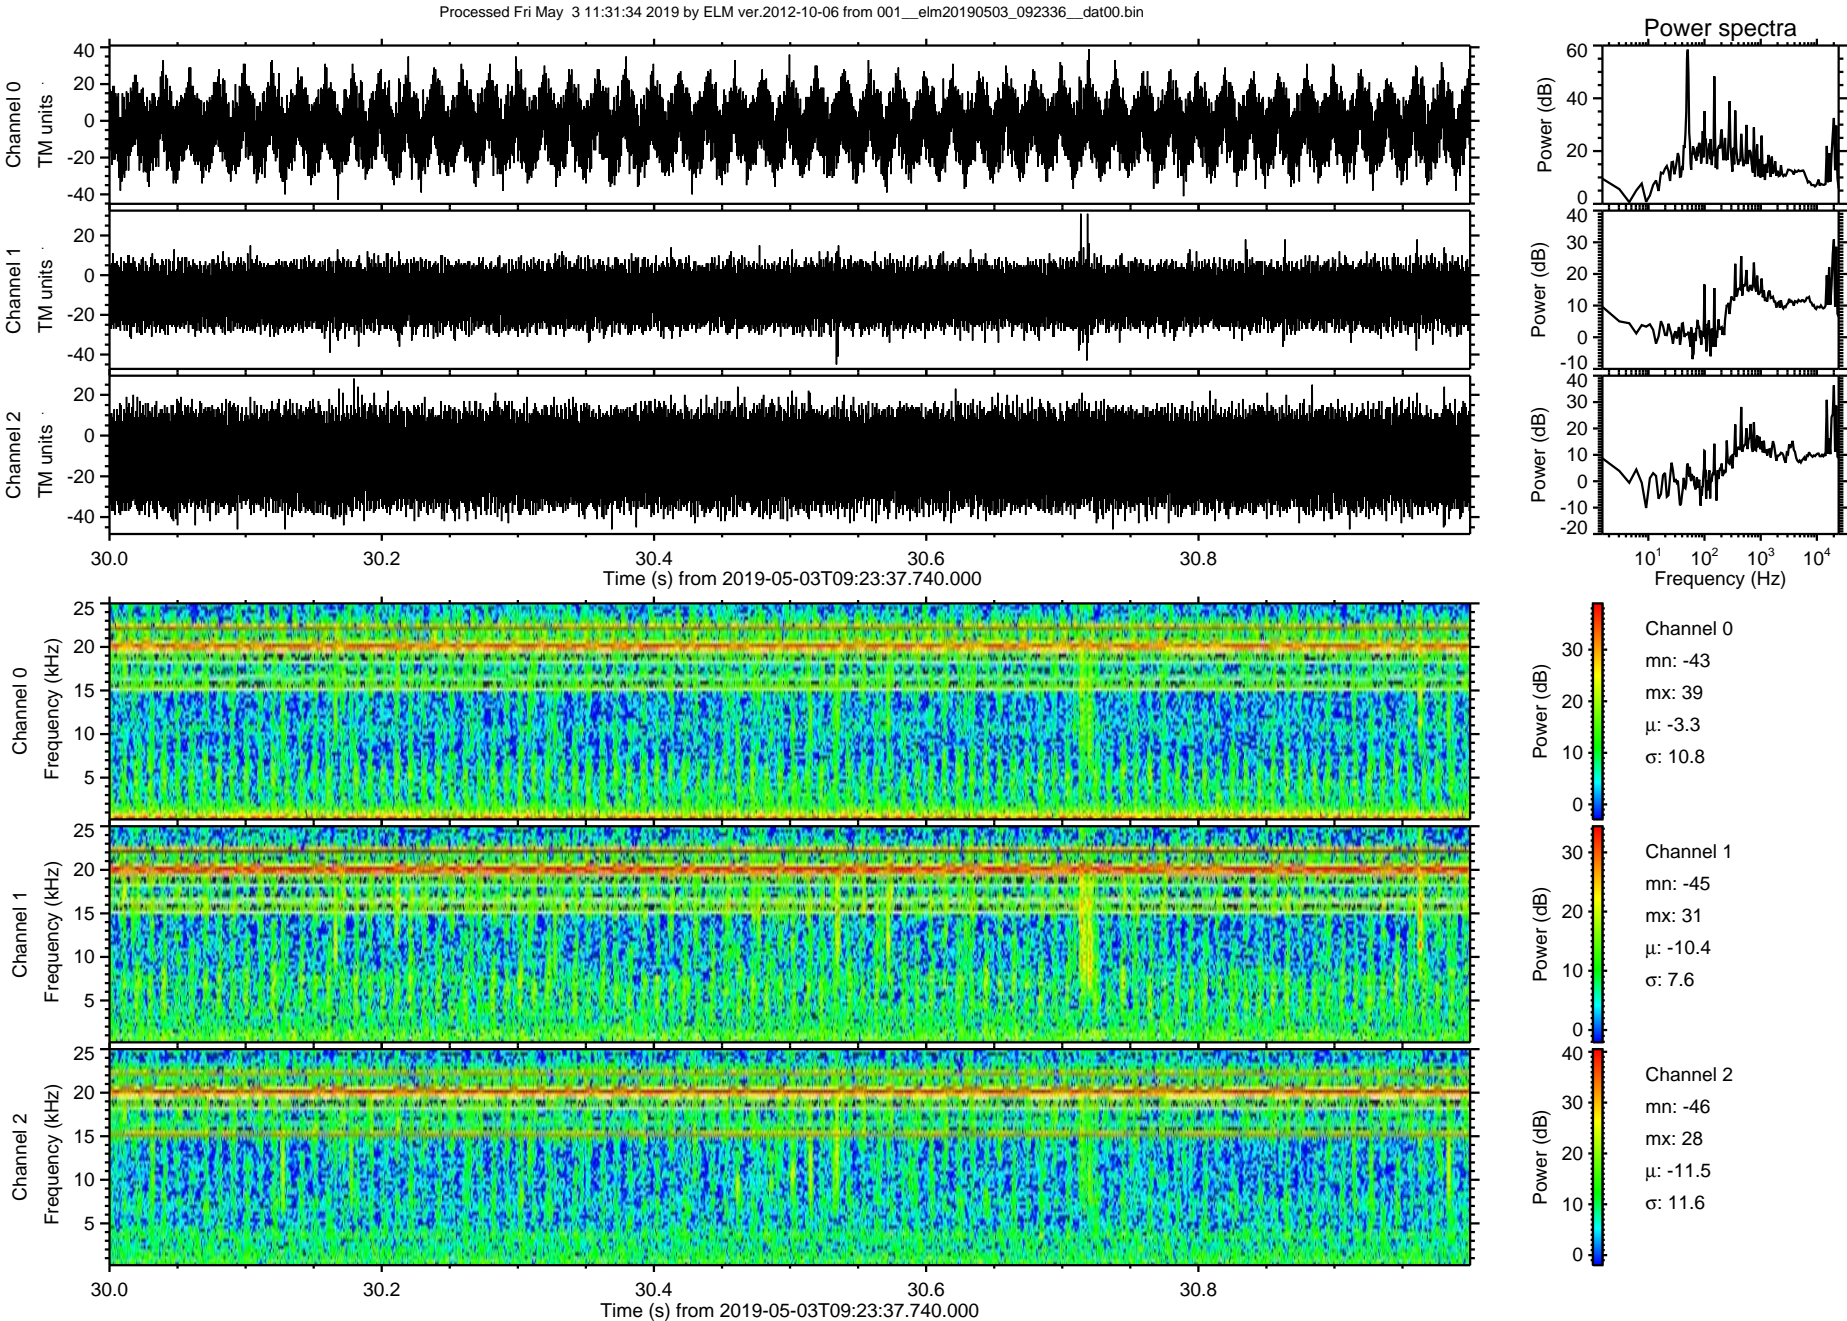 Processed Fri May  3 11:31:34 2019 by ELM ver.2012-10-06 from 001__elm20190503_092336__dat00.bin
Power spectra
Channel 0
TM units
40
20
0
-20
-40
Power (dB)
60
40
20
0
Channel 1
TM units
20
0
-20
-40
Power (dB)
40
30
20
10
0
-10
Channel 2
TM units
20
0
-20
-40
Power (dB)
40
30
20
10
0
-10
-20
30.0 30.2 30.4 30.6 30.8
Time (s) from 2019-05-03T09:23:37.740.000
10¹ 10² 10³ 10⁴
Frequency (Hz)
Channel 0
Frequency (kHz)
25
20
15
10
5
Power (dB)
30
20
10
0
Channel 0
mn: -43
mx: 39
μ: -3.3
σ: 10.8
Channel 1
Frequency (kHz)
25
20
15
10
5
Power (dB)
30
20
10
0
Channel 1
mn: -45
mx: 31
μ: -10.4
σ: 7.6
Channel 2
Frequency (kHz)
25
20
15
10
5
Power (dB)
40
30
20
10
0
Channel 2
mn: -46
mx: 28
μ: -11.5
σ: 11.6
30.0 30.2 30.4 30.6 30.8
Time (s) from 2019-05-03T09:23:37.740.000